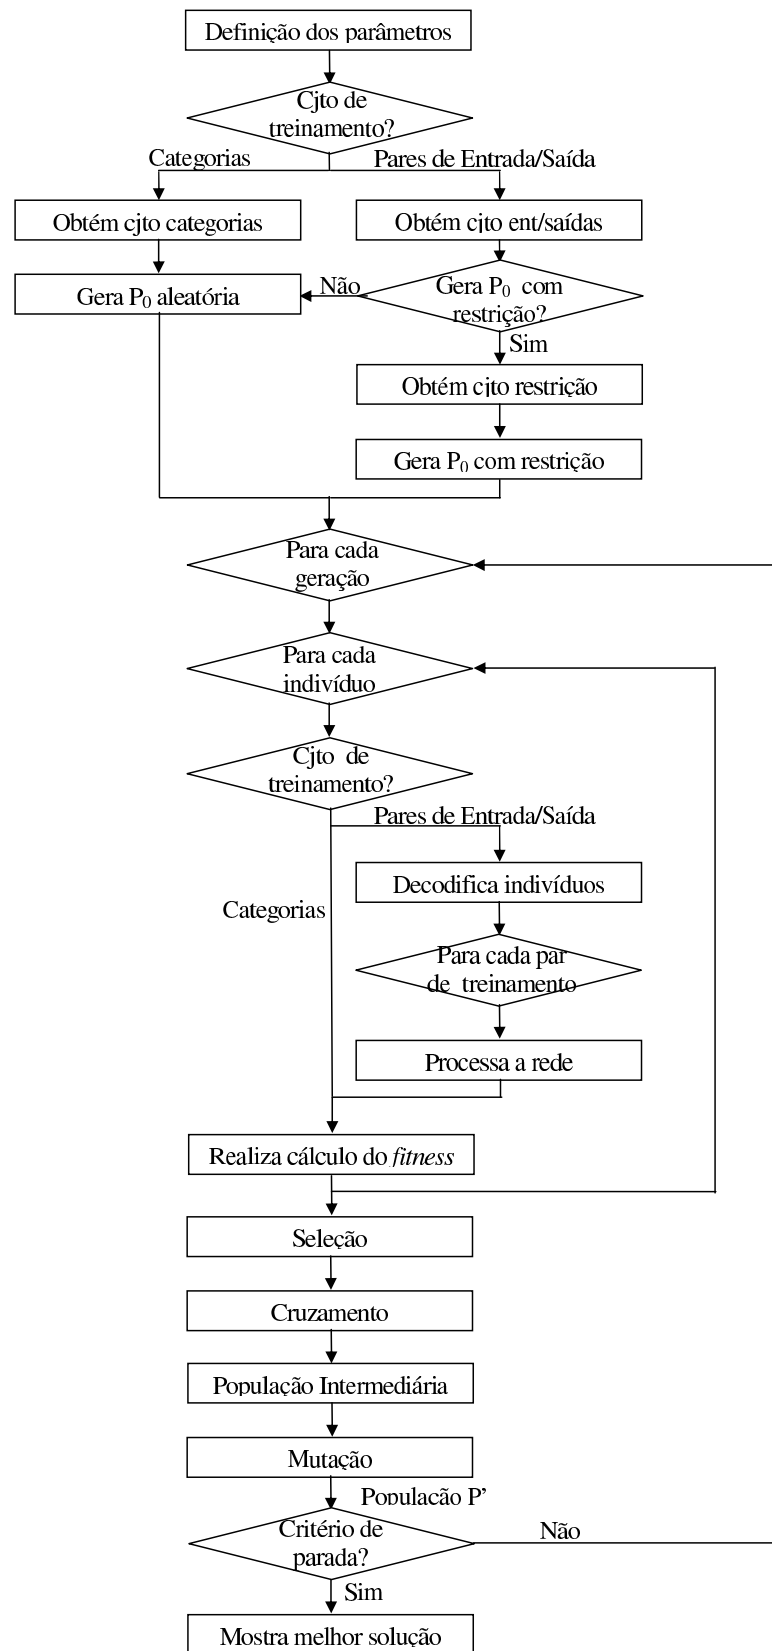 Definição dos parâmetros
Cjto de
treinamento?
Categorias
Pares de Entrada/Saída
Obtém cjto categorias
Obtém cjto ent/saídas
Gera P₀ aleatória
Não
Gera P₀ com
restrição?
Sim
Obtém cjto restrição
Gera P₀ com restrição
Para cada
geração
Para cada
indivíduo
Cjto de
treinamento?
Pares de Entrada/Saída
Decodifica indivíduos
Categorias
Para cada par
de treinamento
Processa a rede
Realiza cálculo do fitness
Seleção
Cruzamento
População Intermediária
Mutação
População P'
Critério de
parada?
Não
Sim
Mostra melhor solução